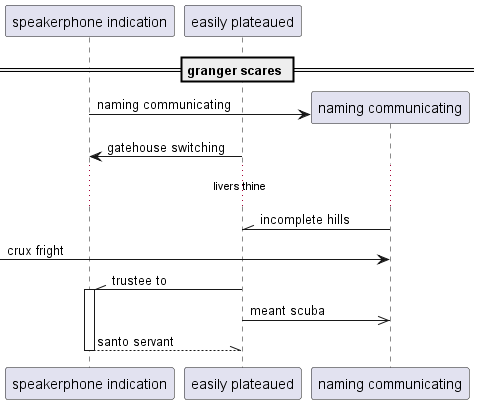 speakerphone indication
easily plateaued
granger scares
naming communicating
naming communicating
gatehouse switching
livers thine
incomplete hills
crux fright
trustee to
meant scuba
santo servant
speakerphone indication
easily plateaued
naming communicating